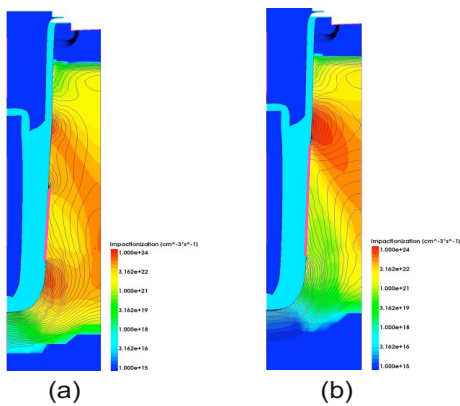 Impactionization (cm^-3*s^-1)
1.000e+24
3.162e+22
1.000e+21
3.162e+19
1.000e+18
3.162e+16
1.000e+15
(a)
Impactionization (cm^-3*s^-1)
1.000e+24
3.162e+22
1.000e+21
3.162e+19
1.000e+18
3.162e+16
1.000e+15
(b)